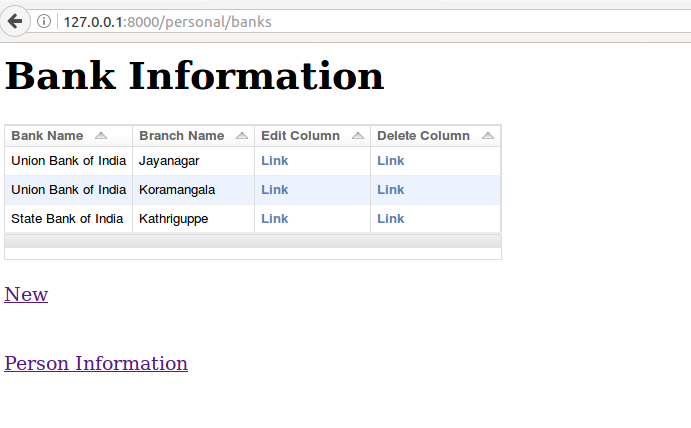 127.0.0.1:8000/personal/banks
Bank Information
Bank Name Branch Name Edit Column Delete Column
Union Bank of India Jayanagar Link Link
Union Bank of India Koramangala Link Link
State Bank of India Kathriguppe Link Link
New
Person Information